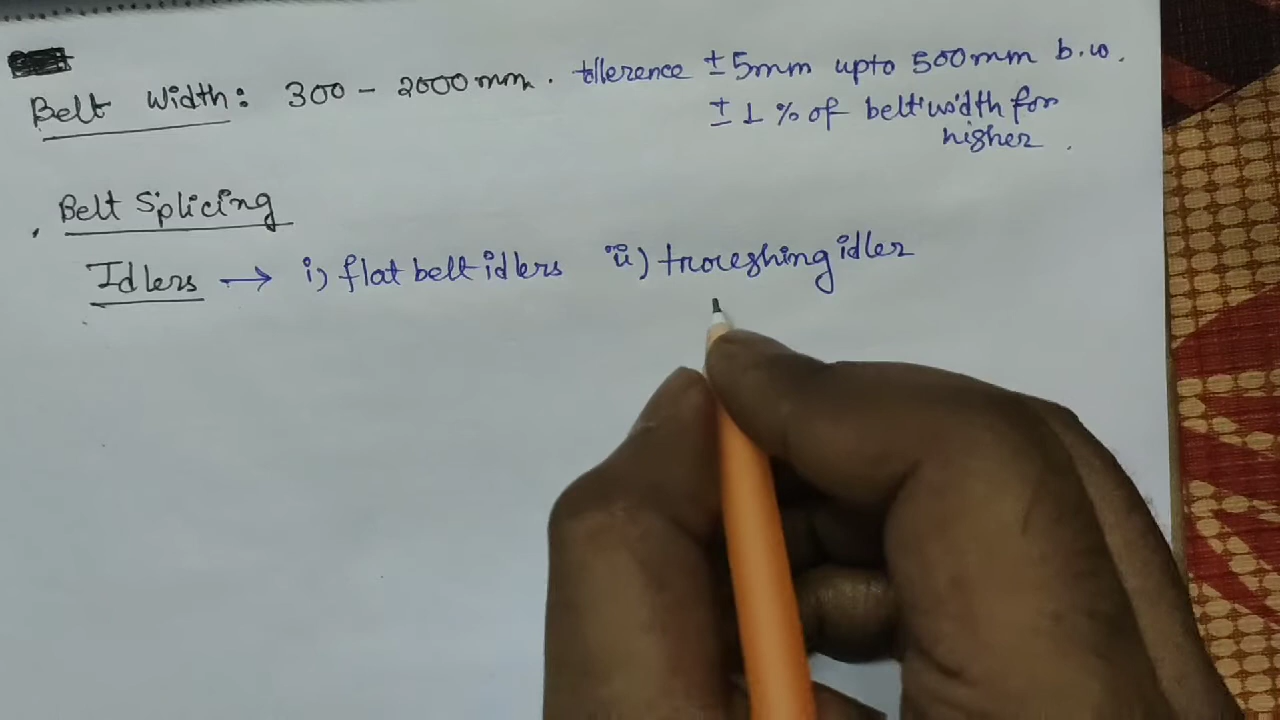 Belt Width: 300 - 2000 mm. tllerence ± 5mm upto 500mm b.w.
± 1 % of belt width for
higher.
Belt Splicing
Idlers → i) flat belt idlers ii) troughing idler